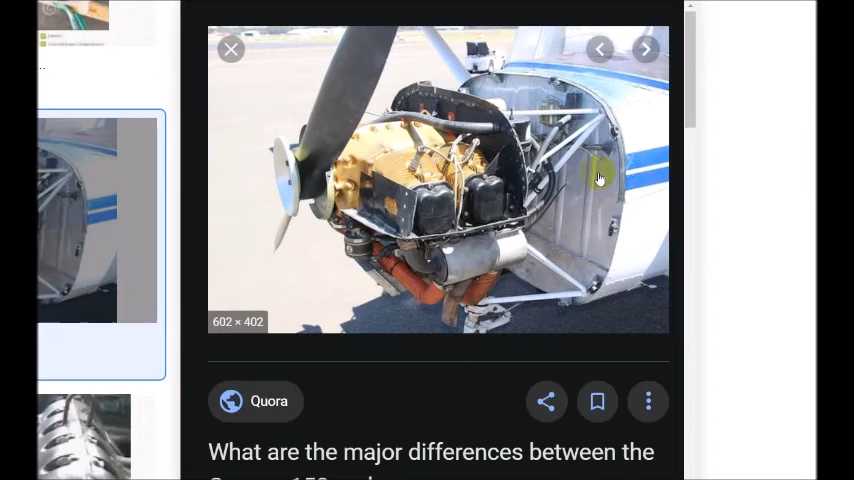 ..
602 × 402
Quora
What are the major differences between the